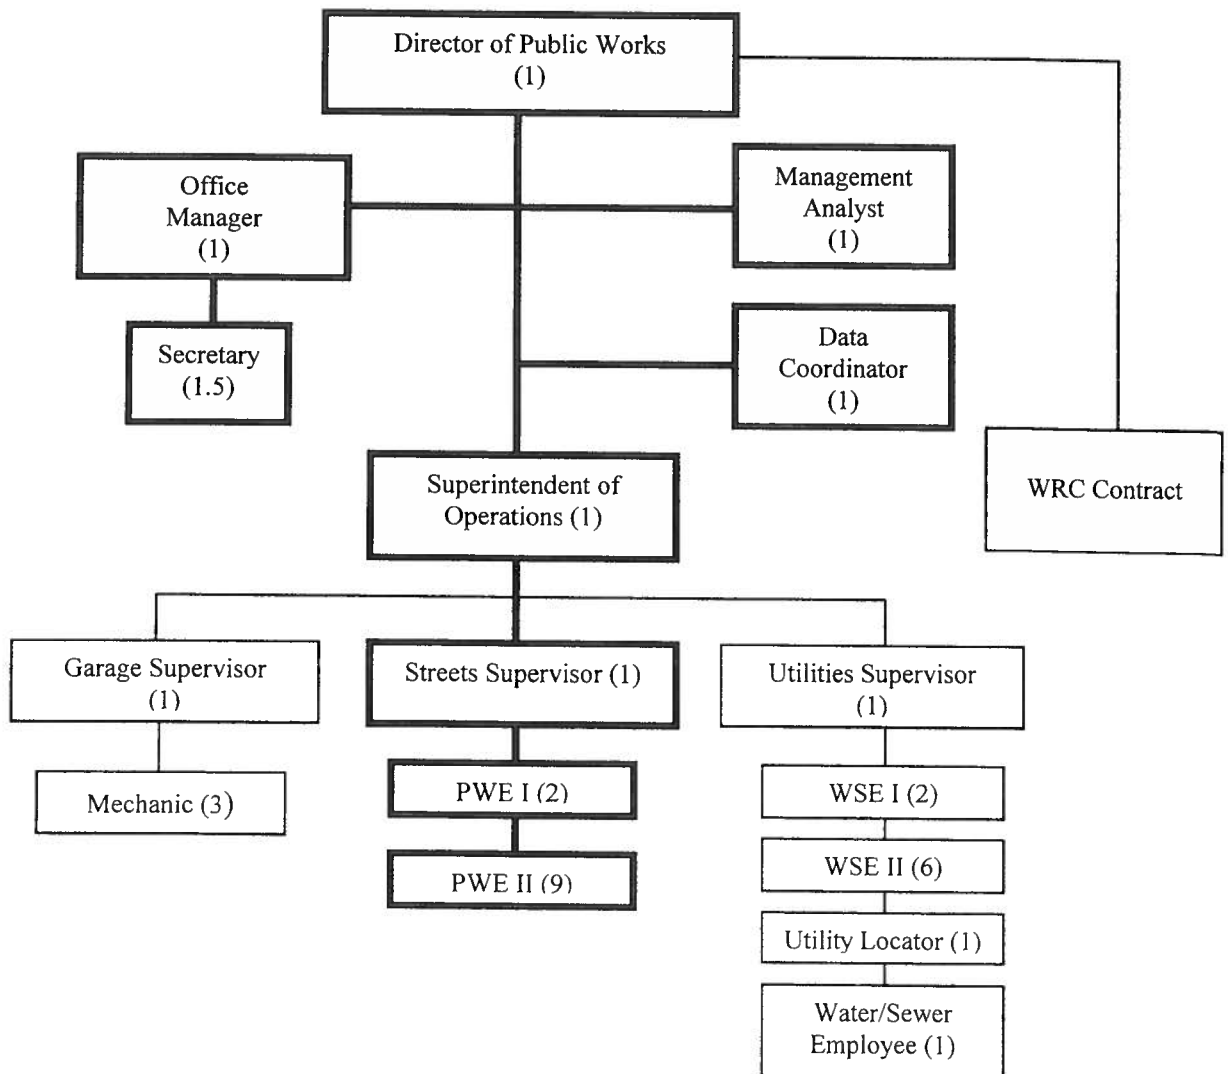 Director of Public Works
(1)
Office
Manager
(1)
Management
Analyst
(1)
Secretary
(1.5)
Data
Coordinator
(1)
Superintendent of
Operations (1)
WRC Contract
Garage Supervisor
(1)
Streets Supervisor (1)
Utilities Supervisor
(1)
Mechanic (3)
PWE I (2)
WSE I (2)
PWE II (9)
WSE II (6)
Utility Locator (1)
Water/Sewer
Employee (1)